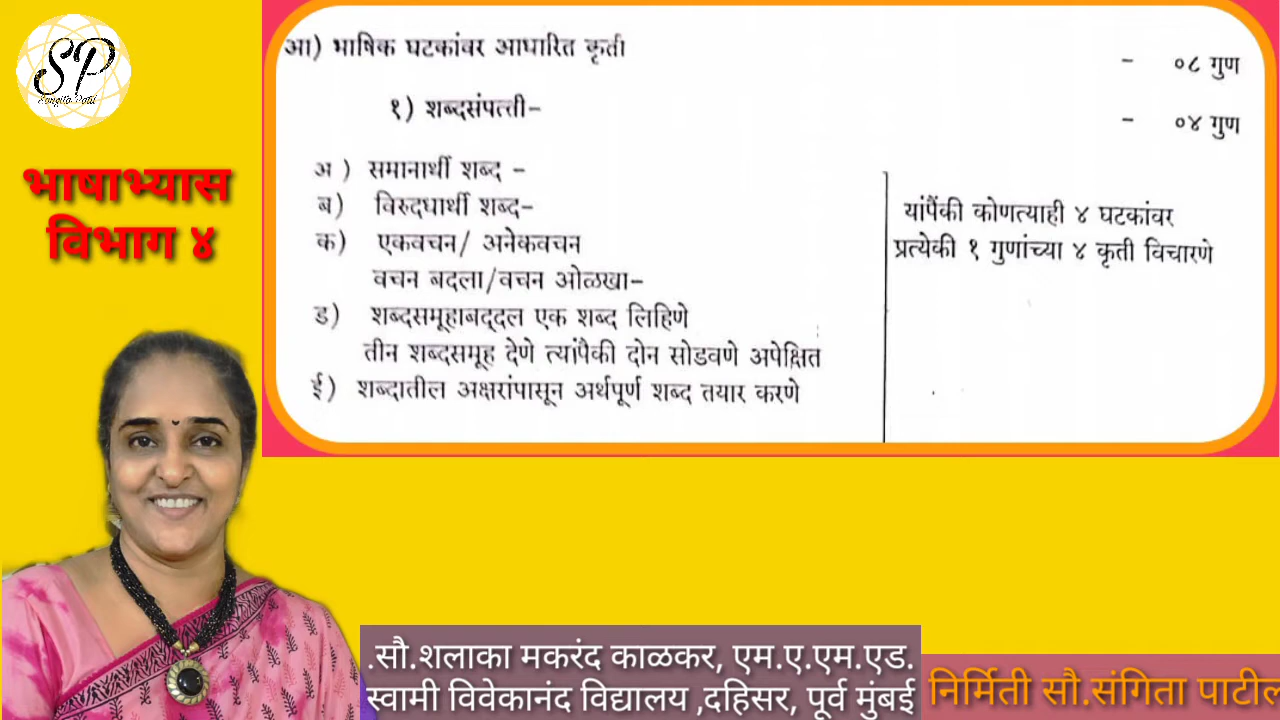 SP
Sangita Patil
भाषाभ्यास
विभाग ४
आ) भाषिक घटकांवर आधारित कृती - ०८ गुण
१) शब्दसंपत्ती- - ०४ गुण
अ ) समानार्थी शब्द -
ब) विरुदधार्थी शब्द-
क) एकवचन/ अनेकवचन
वचन बदला/वचन ओळखा-
ड) शब्दसमूहाबद्दल एक शब्द लिहिणे
तीन शब्दसमूह देणे त्यांपैकी दोन सोडवणे अपेक्षित
ई) शब्दातील अक्षरांपासून अर्थपूर्ण शब्द तयार करणे
यांपैंकी कोणत्याही ४ घटकांवर
प्रत्येकी १ गुणांच्या ४ कृती विचारणे
.सौ.शलाका मकरंद काळकर, एम.ए.एम.एड.
स्वामी विवेकानंद विद्यालय ,दहिसर, पूर्व मुंबई
निर्मिती सौ.संगिता पाटील